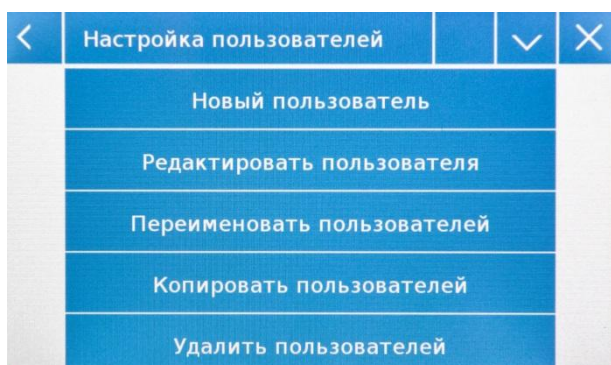 Настройка пользователей
Новый пользователь
Редактировать пользователя
Переименовать пользователей
Копировать пользователей
Удалить пользователей